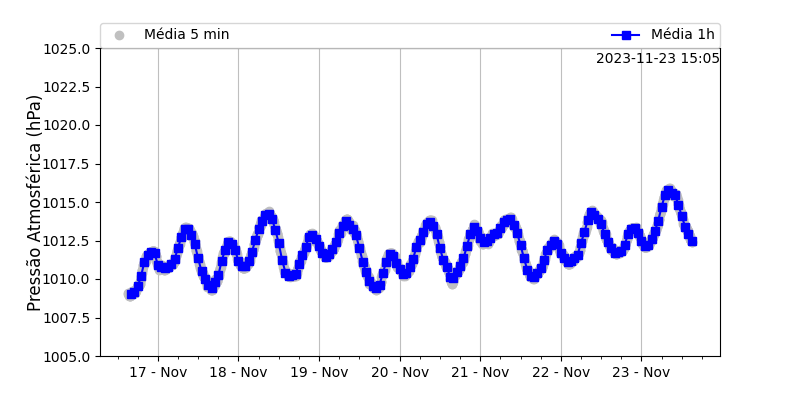 Média 5 min
Média 1h
2023-11-23 15:05
Pressão Atmosférica (hPa)
1025.0
1022.5
1020.0
1017.5
1015.0
1012.5
1010.0
1007.5
1005.0
17 - Nov
18 - Nov
19 - Nov
20 - Nov
21 - Nov
22 - Nov
23 - Nov